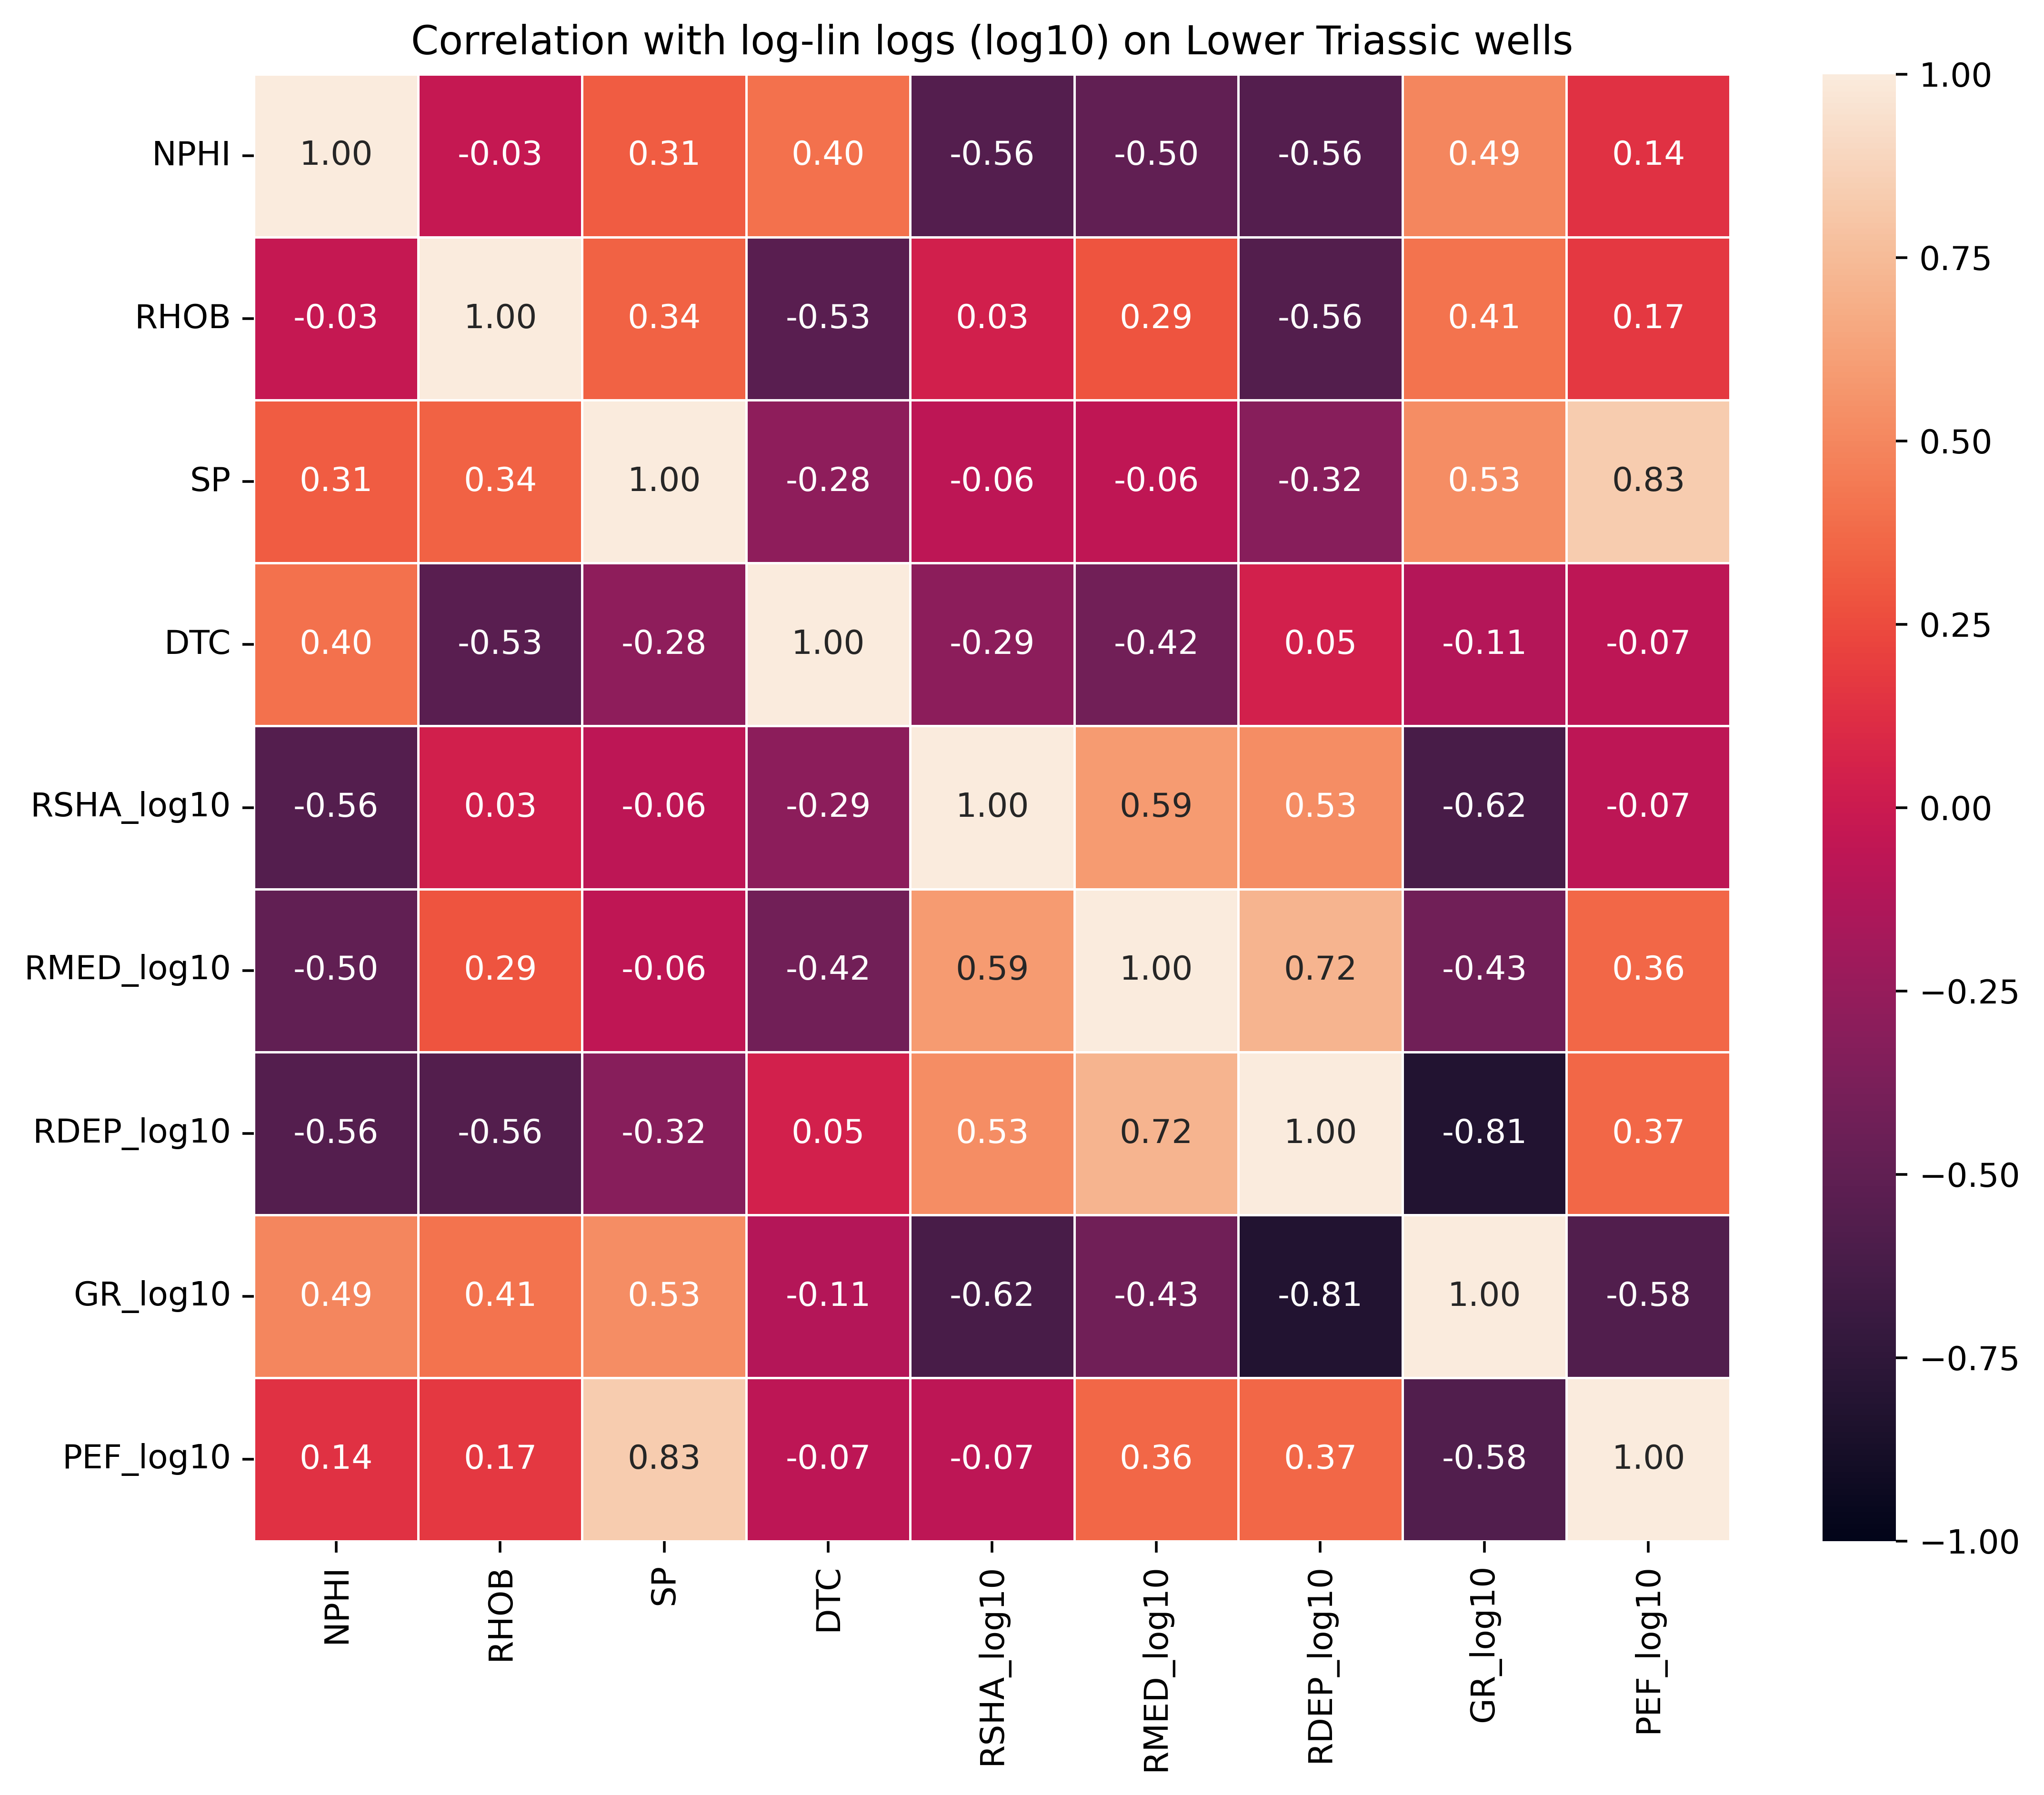 Correlation with log-lin logs (log10) on Lower Triassic wells
NPHI 1.00 -0.03 0.31 0.40 -0.56 -0.50 -0.56 0.49 0.14
RHOB -0.03 1.00 0.34 -0.53 0.03 0.29 -0.56 0.41 0.17
SP 0.31 0.34 1.00 -0.28 -0.06 -0.06 -0.32 0.53 0.83
DTC 0.40 -0.53 -0.28 1.00 -0.29 -0.42 0.05 -0.11 -0.07
RSHA_log10 -0.56 0.03 -0.06 -0.29 1.00 0.59 0.53 -0.62 -0.07
RMED_log10 -0.50 0.29 -0.06 -0.42 0.59 1.00 0.72 -0.43 0.36
RDEP_log10 -0.56 -0.56 -0.32 0.05 0.53 0.72 1.00 -0.81 0.37
GR_log10 0.49 0.41 0.53 -0.11 -0.62 -0.43 -0.81 1.00 -0.58
PEF_log10 0.14 0.17 0.83 -0.07 -0.07 0.36 0.37 -0.58 1.00
NPHI RHOB SP DTC RSHA_log10 RMED_log10 RDEP_log10 GR_log10 PEF_log10
1.00
0.75
0.50
0.25
0.00
−0.25
−0.50
−0.75
−1.00